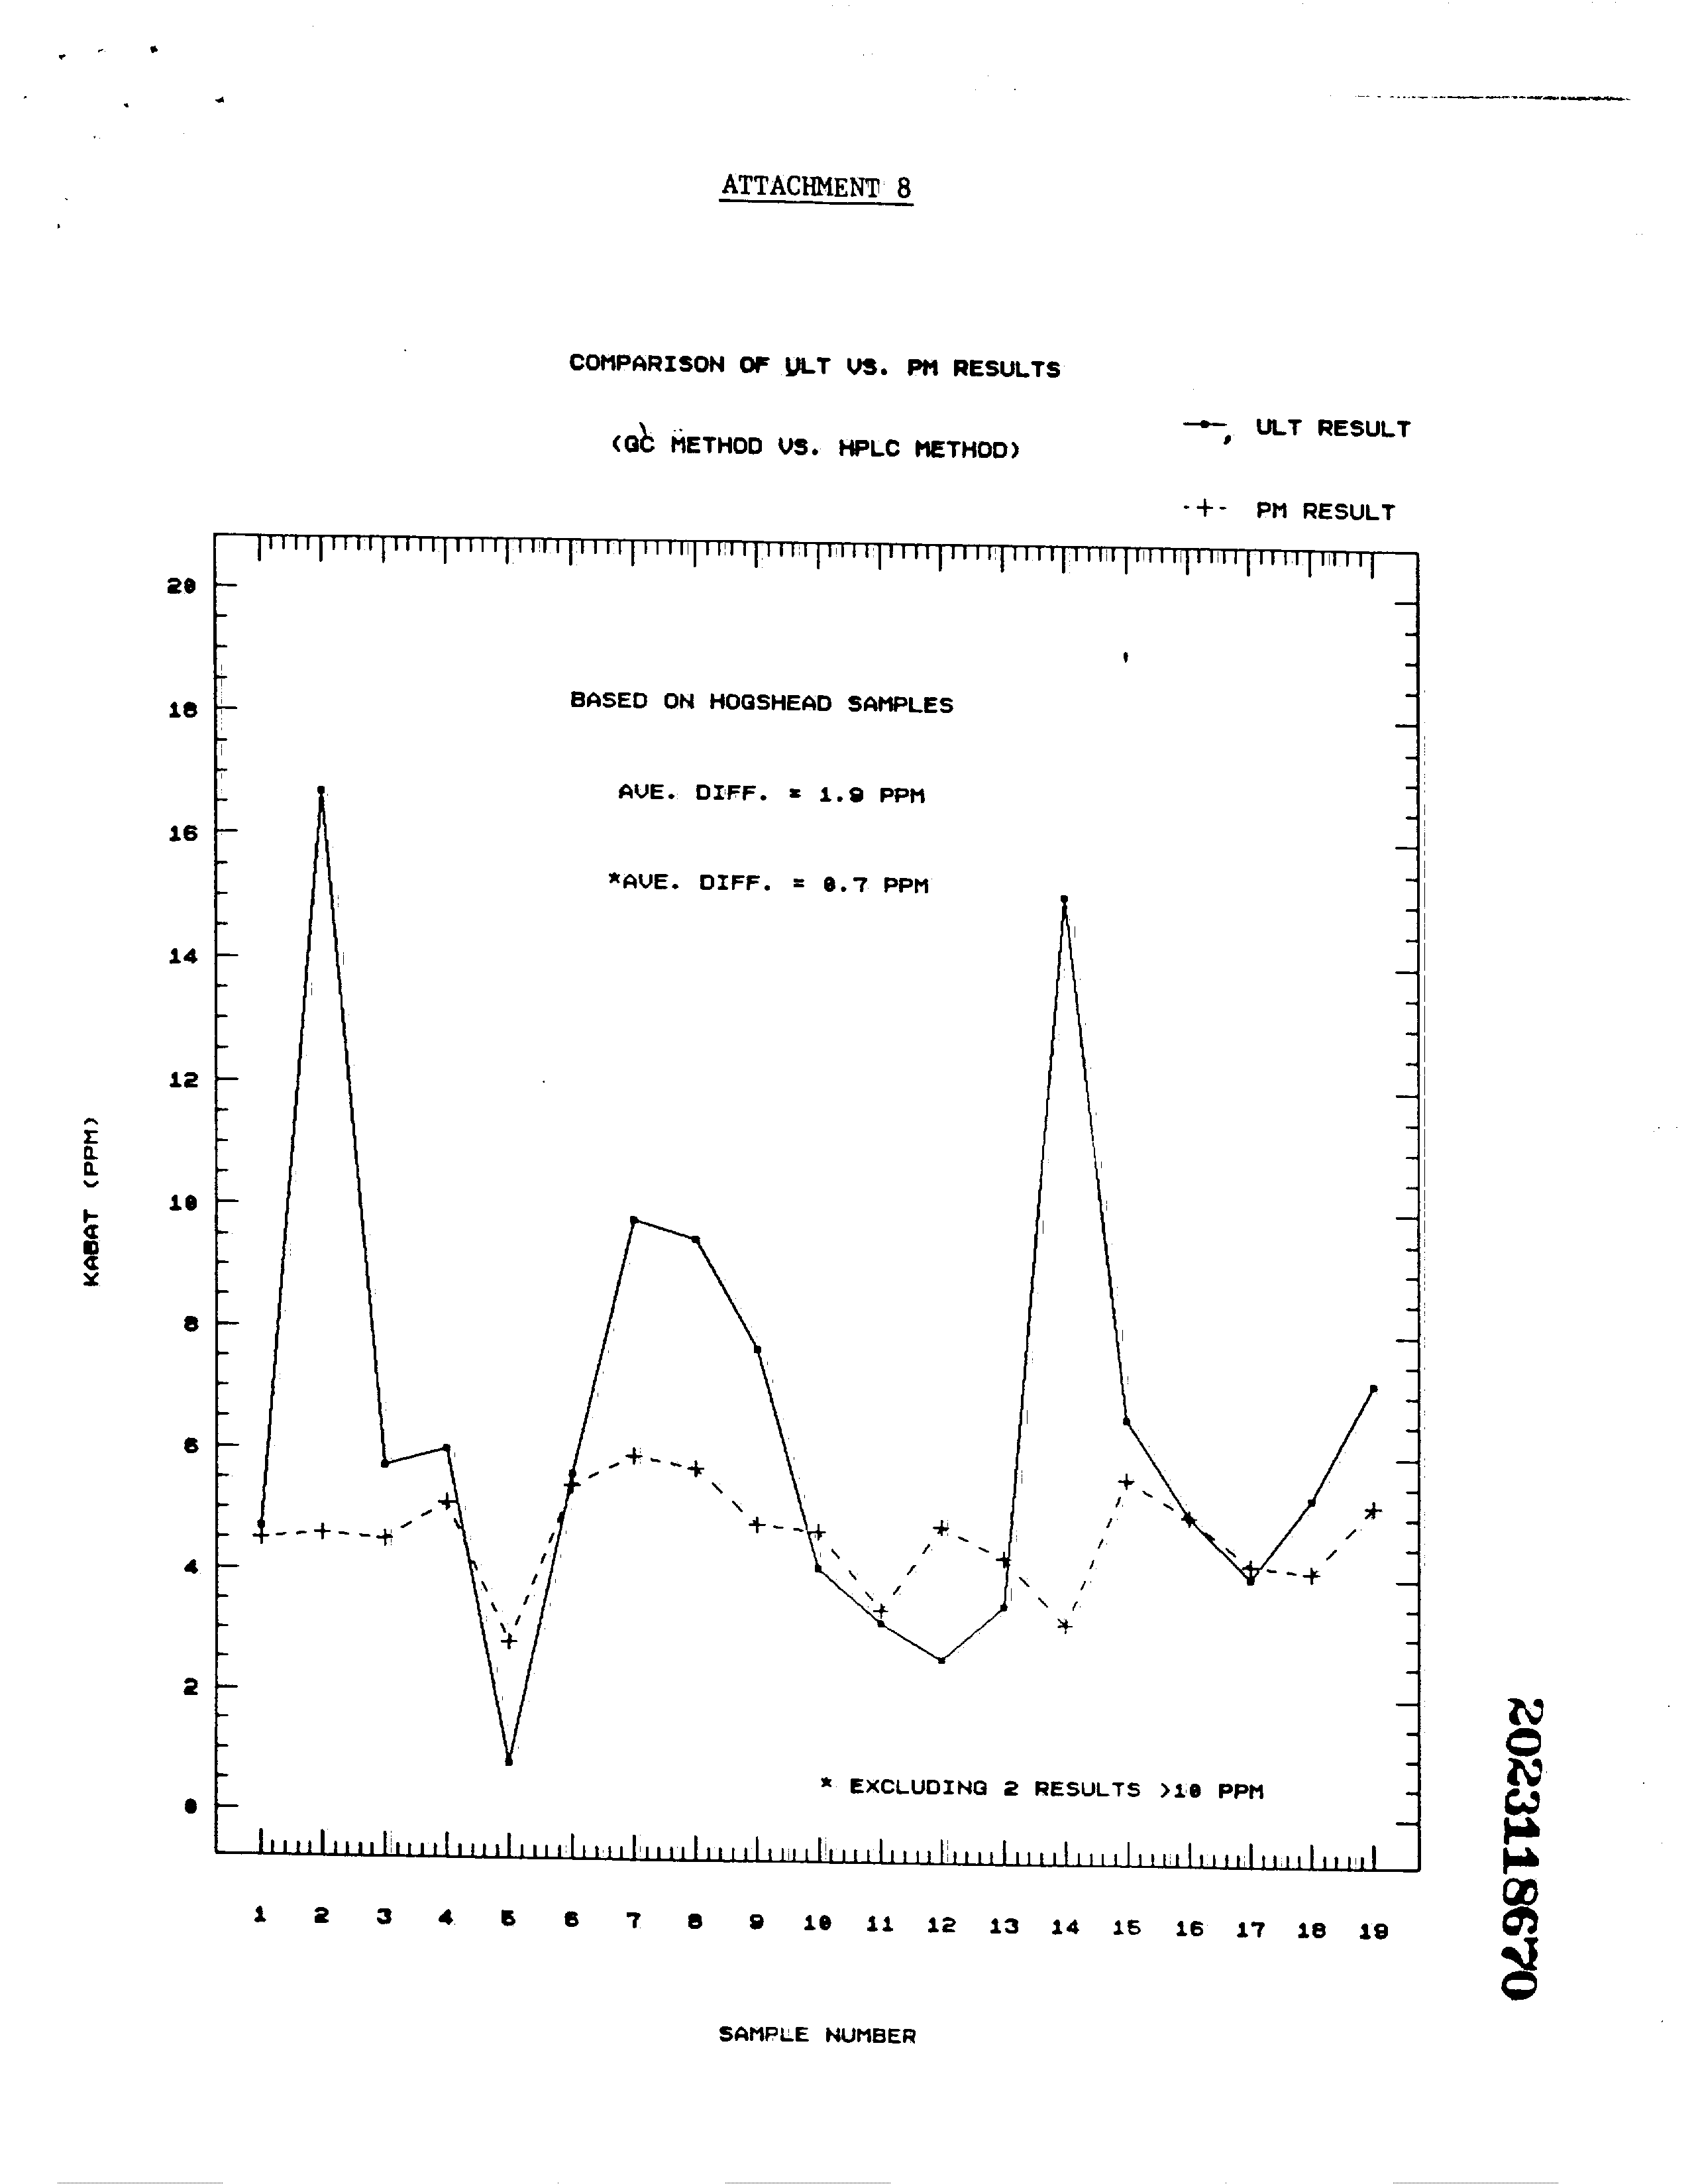 ATTACHMENT 8
COMPARISON OF ULT VS. PM RESULTS
(GC METHOD VS. HPLC METHOD)
ULT RESULT
PM RESULT
20
18
16
14
12
10
8
6
4
2
0
KABAT (PPM)
BASED ON HOGSHEAD SAMPLES
AVE. DIFF. = 1.9 PPM
*AVE. DIFF. = 0.7 PPM
* EXCLUDING 2 RESULTS >10 PPM
1 2 3 4 5 6 7 8 9 10 11 12 13 14 15 16 17 18 19
SAMPLE NUMBER
2023118670